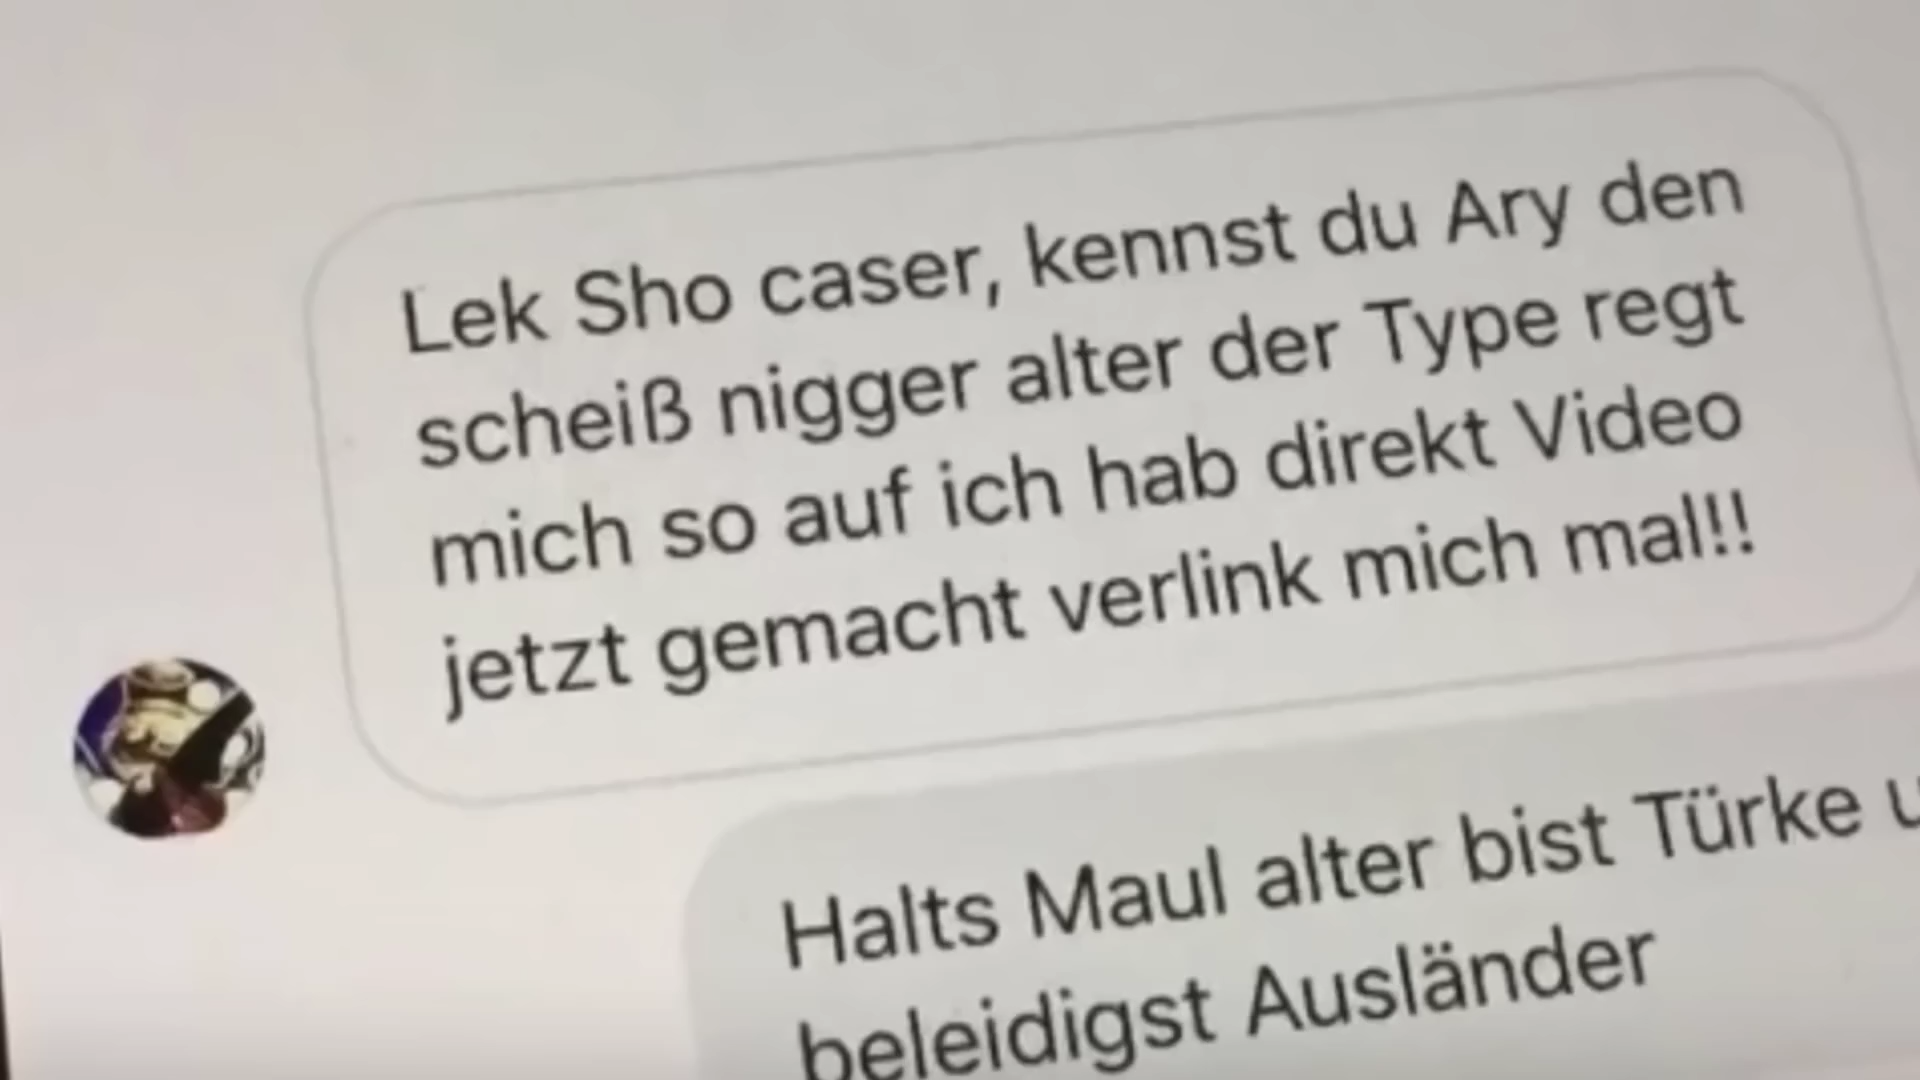 Lek Sho caser, kennst du Ary den
scheiß nigger alter der Type regt
mich so auf ich hab direkt Video
jetzt gemacht verlink mich mal!!
Halts Maul alter bist Türke
beleidigst Ausländer